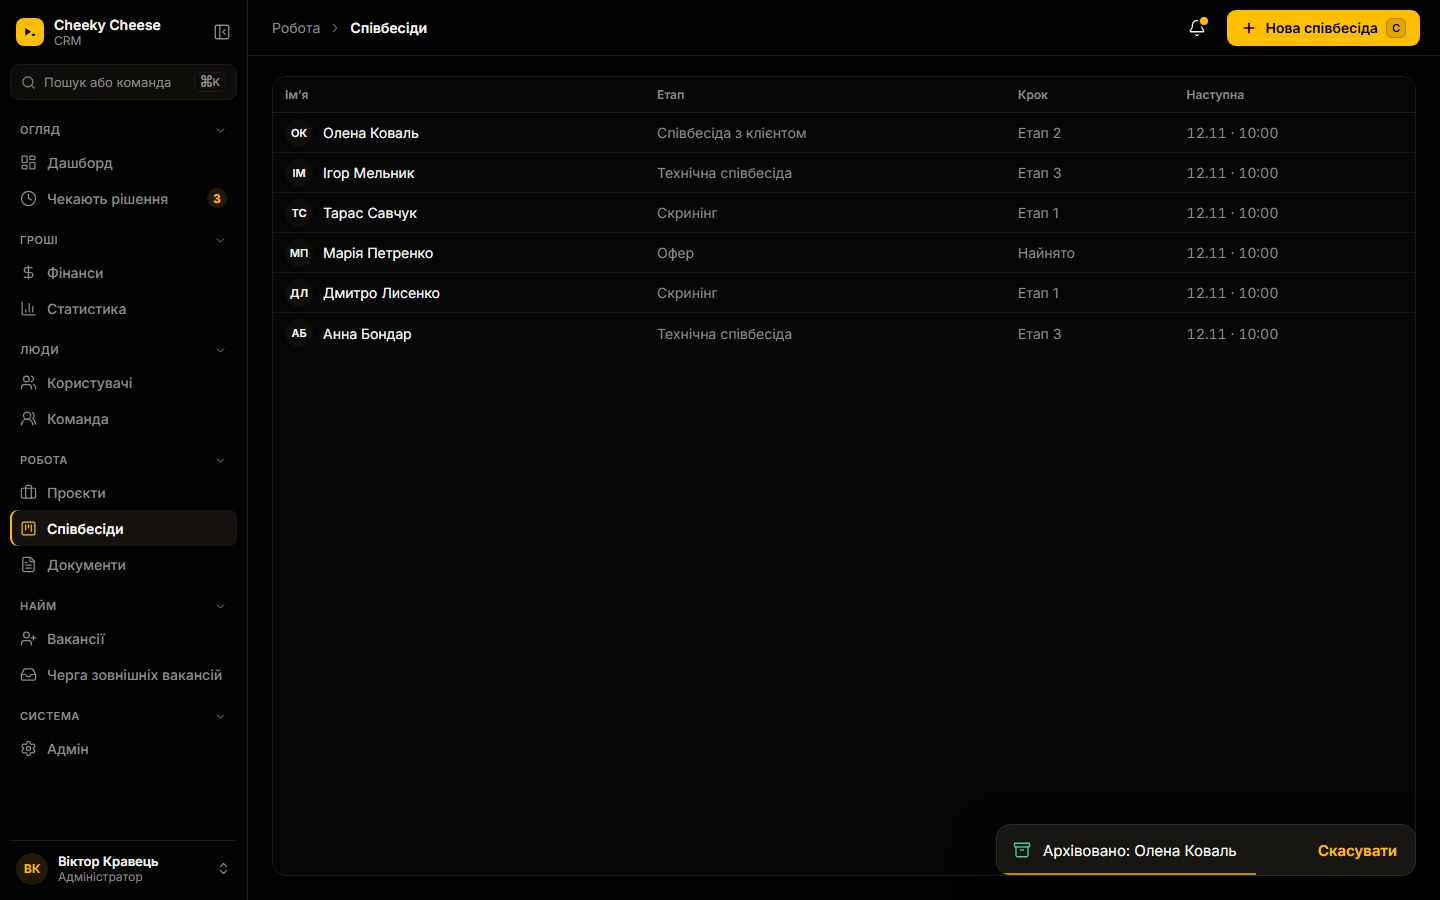 Cheeky Cheese
CRM
Пошук або команда ⌘K
ОГЛЯД
Дашборд
Чекають рішення 3
ГРОШІ
Фінанси
Статистика
ЛЮДИ
Користувачі
Команда
РОБОТА
Проєкти
Співбесіди
Документи
НАЙМ
Вакансії
Черга зовнішніх вакансій
СИСТЕМА
Адмін
ВК Віктор Кравець
Адміністратор
Робота > Співбесіди
+ Нова співбесіда C
Ім’я Етап Крок Наступна
ОК Олена Коваль Співбесіда з клієнтом Етап 2 12.11 · 10:00
ІМ Ігор Мельник Технічна співбесіда Етап 3 12.11 · 10:00
ТС Тарас Савчук Скринінг Етап 1 12.11 · 10:00
МП Марія Петренко Офер Найнято 12.11 · 10:00
ДЛ Дмитро Лисенко Скринінг Етап 1 12.11 · 10:00
АБ Анна Бондар Технічна співбесіда Етап 3 12.11 · 10:00
Архівовано: Олена Коваль Скасувати